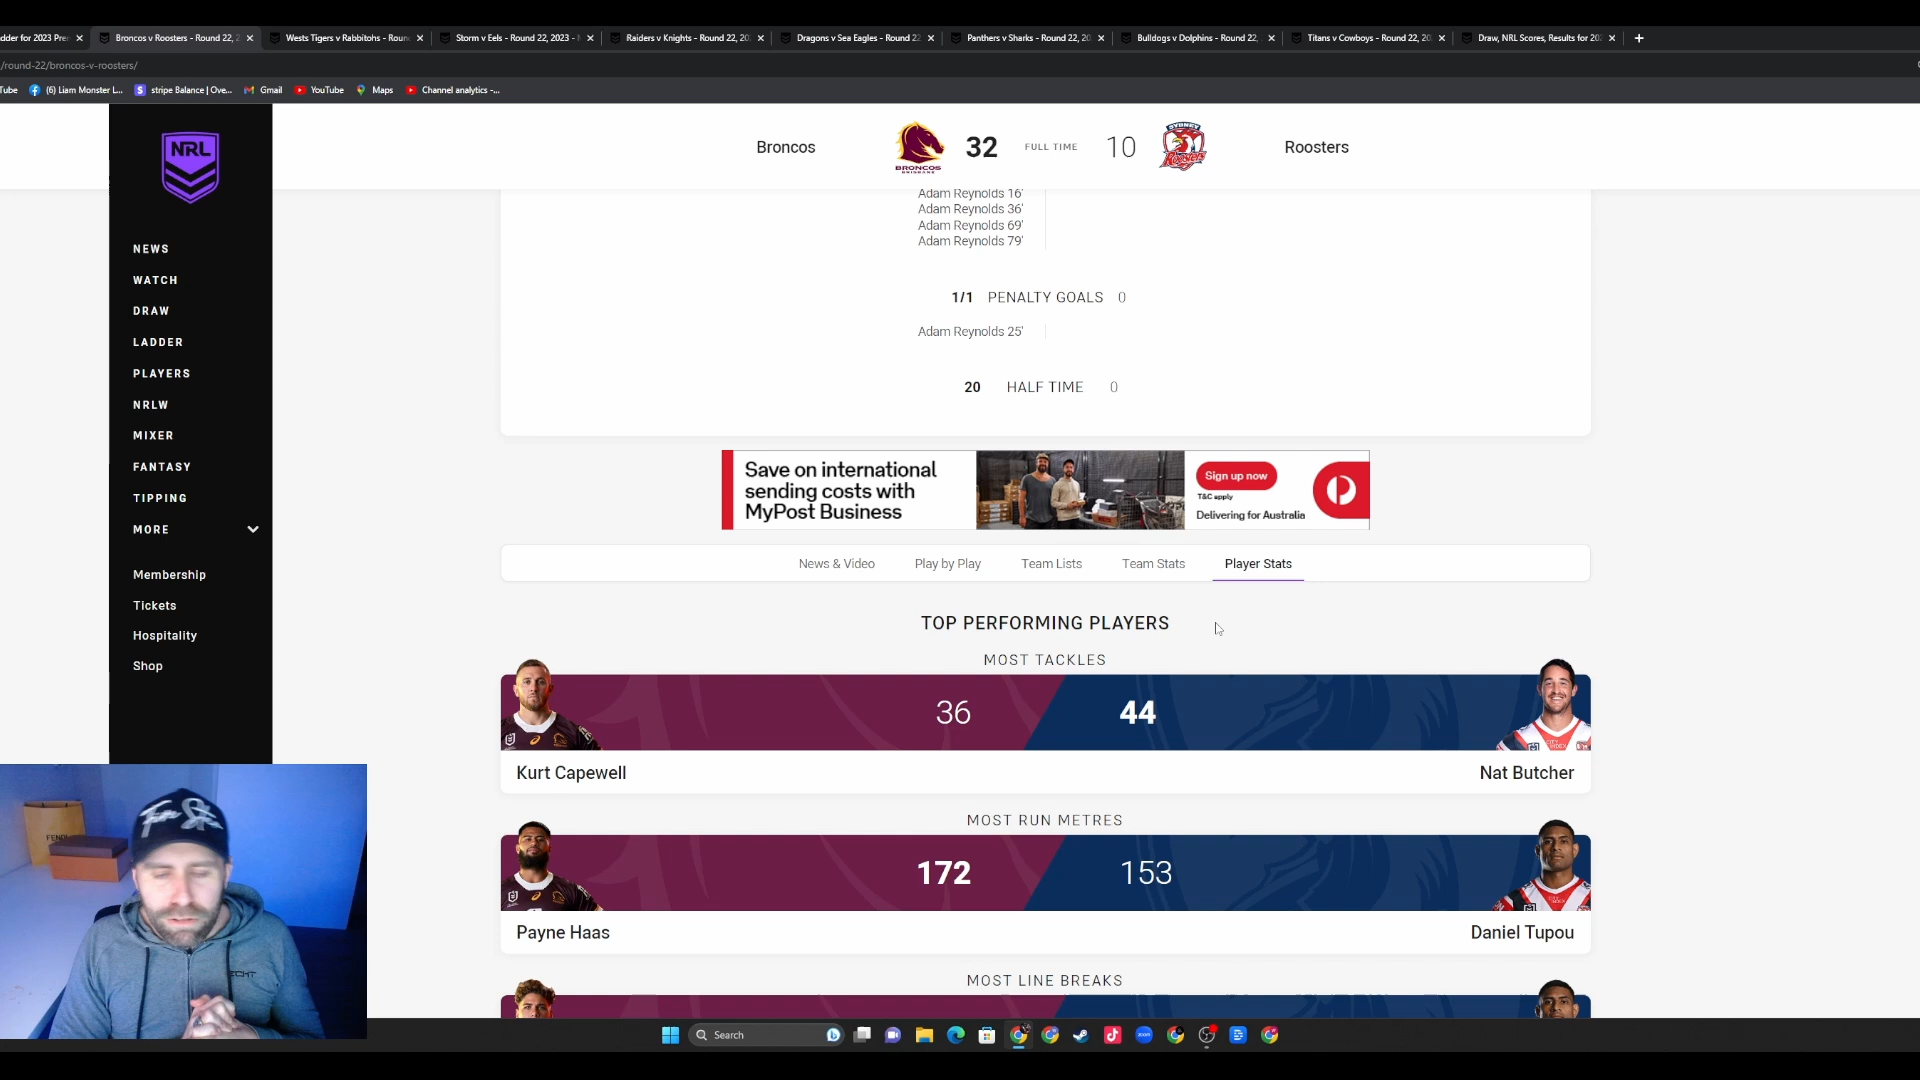 dder for 2023 Pre
Broncos v Roosters - Round 22, 2
Wests Tigers v Rabbitohs - Roun
Storm v Eels - Round 22, 2023 -
Raiders v Knights - Round 22, 20
Dragons v Sea Eagles - Round 22
Panthers v Sharks - Round 22, 20
Bulldogs v Dolphins - Round 22,
Titans v Cowboys - Round 22, 20
Draw, NRL Scores, Results for 20
/round-22/broncos-v-roosters/
Tube
(6) Liam Monster L...
stripe Balance | Ove...
Gmail
YouTube
Maps
Channel analytics -...
NRL
NEWS
WATCH
DRAW
LADDER
PLAYERS
NRLW
MIXER
FANTASY
TIPPING
MORE
Membership
Tickets
Hospitality
Shop
Broncos
BRONCOS
BRISBANE
32
FULL TIME
10
SYDNEY
Roosters
Roosters
Adam Reynolds 16'
Adam Reynolds 36'
Adam Reynolds 69'
Adam Reynolds 79'
1/1 PENALTY GOALS 0
Adam Reynolds 25'
20 HALF TIME 0
Save on international
sending costs with
MyPost Business
Sign up now
T&C apply
Delivering for Australia
News & Video
Play by Play
Team Lists
Team Stats
Player Stats
TOP PERFORMING PLAYERS
MOST TACKLES
36 44
Kurt Capewell
Nat Butcher
MOST RUN METRES
172 153
Payne Haas
Daniel Tupou
MOST LINE BREAKS
FENDI
ECHT
Search
zoom